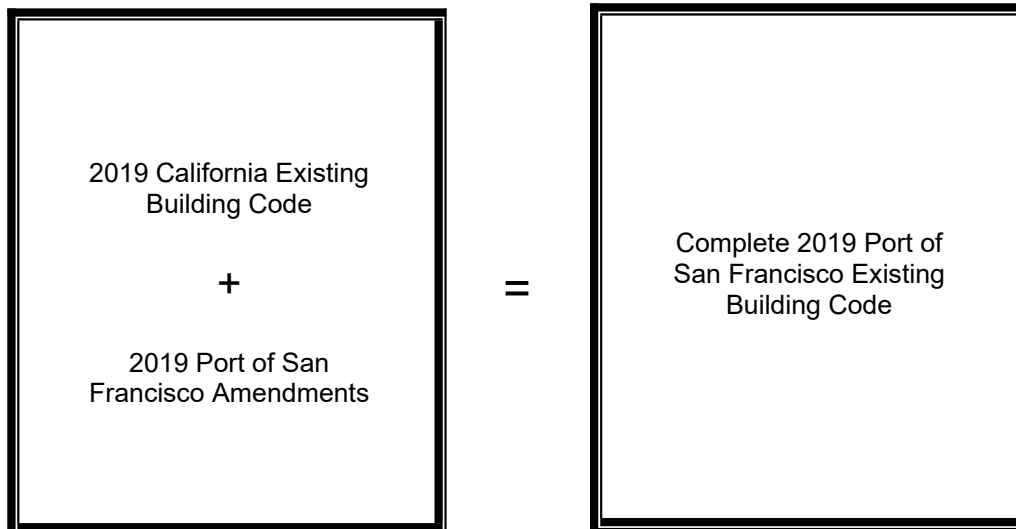 2019 California Existing
Building Code
+
2019 Port of San
Francisco Amendments
=
Complete 2019 Port of
San Francisco Existing
Building Code